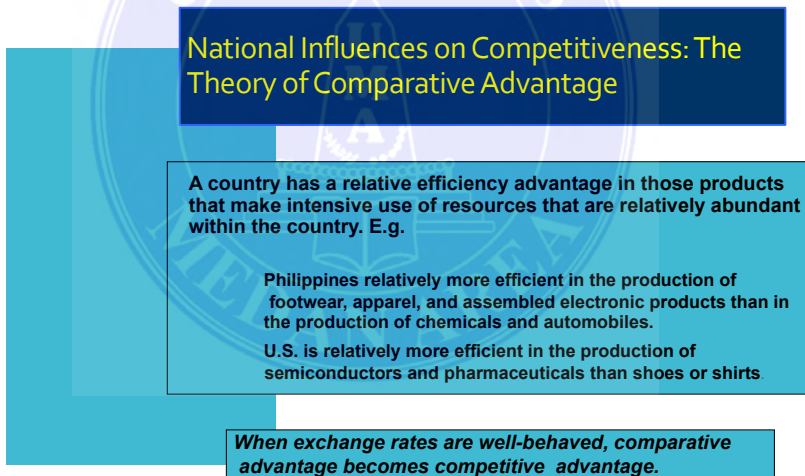 National Influences on Competitiveness: The
Theory of Comparative Advantage
A country has a relative efficiency advantage in those products
that make intensive use of resources that are relatively abundant
within the country. E.g.
Philippines relatively more efficient in the production of
footwear, apparel, and assembled electronic products than in
the production of chemicals and automobiles.
U.S. is relatively more efficient in the production of
semiconductors and pharmaceuticals than shoes or shirts.
When exchange rates are well-behaved, comparative
advantage becomes competitive advantage.
UMA
MEDAN AREA